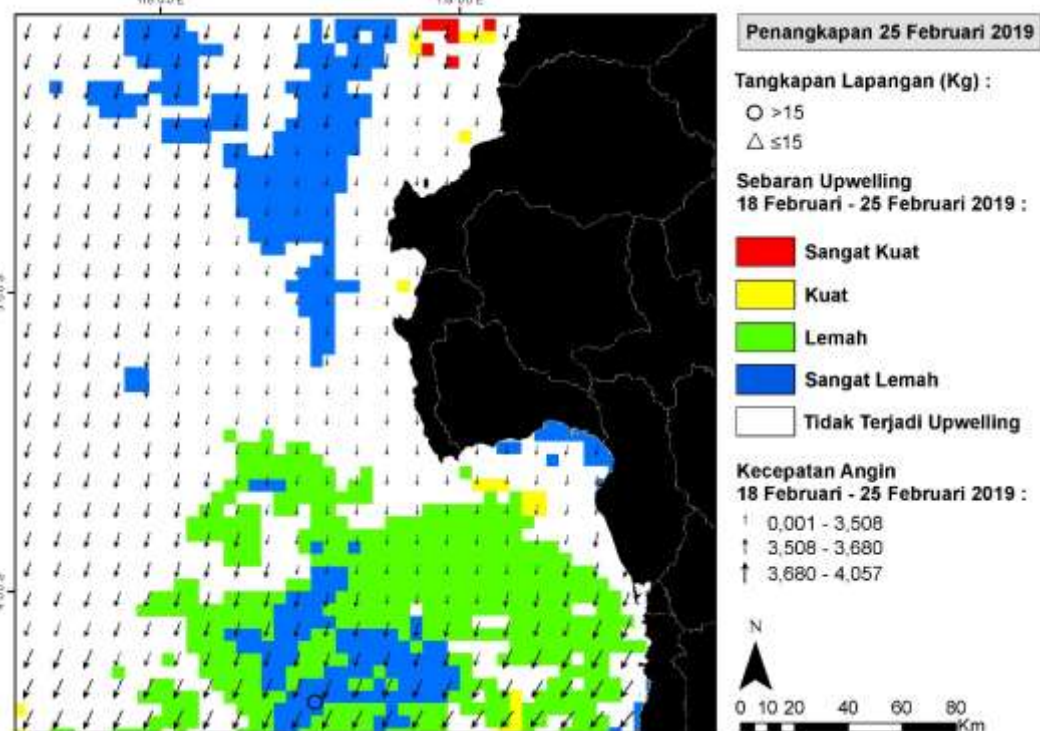 Penangkapan 25 Februari 2019
Tangkapan Lapangan (Kg) :
>15
≤15
Sebaran Upwelling
18 Februari - 25 Februari 2019 :
Sangat Kuat
Kuat
Lemah
Sangat Lemah
Tidak Terjadi Upwelling
Kecepatan Angin
18 Februari - 25 Februari 2019 :
0,001 - 3,508
3,508 - 3,680
3,680 - 4,057
N
0 10 20 40 60 80
Km